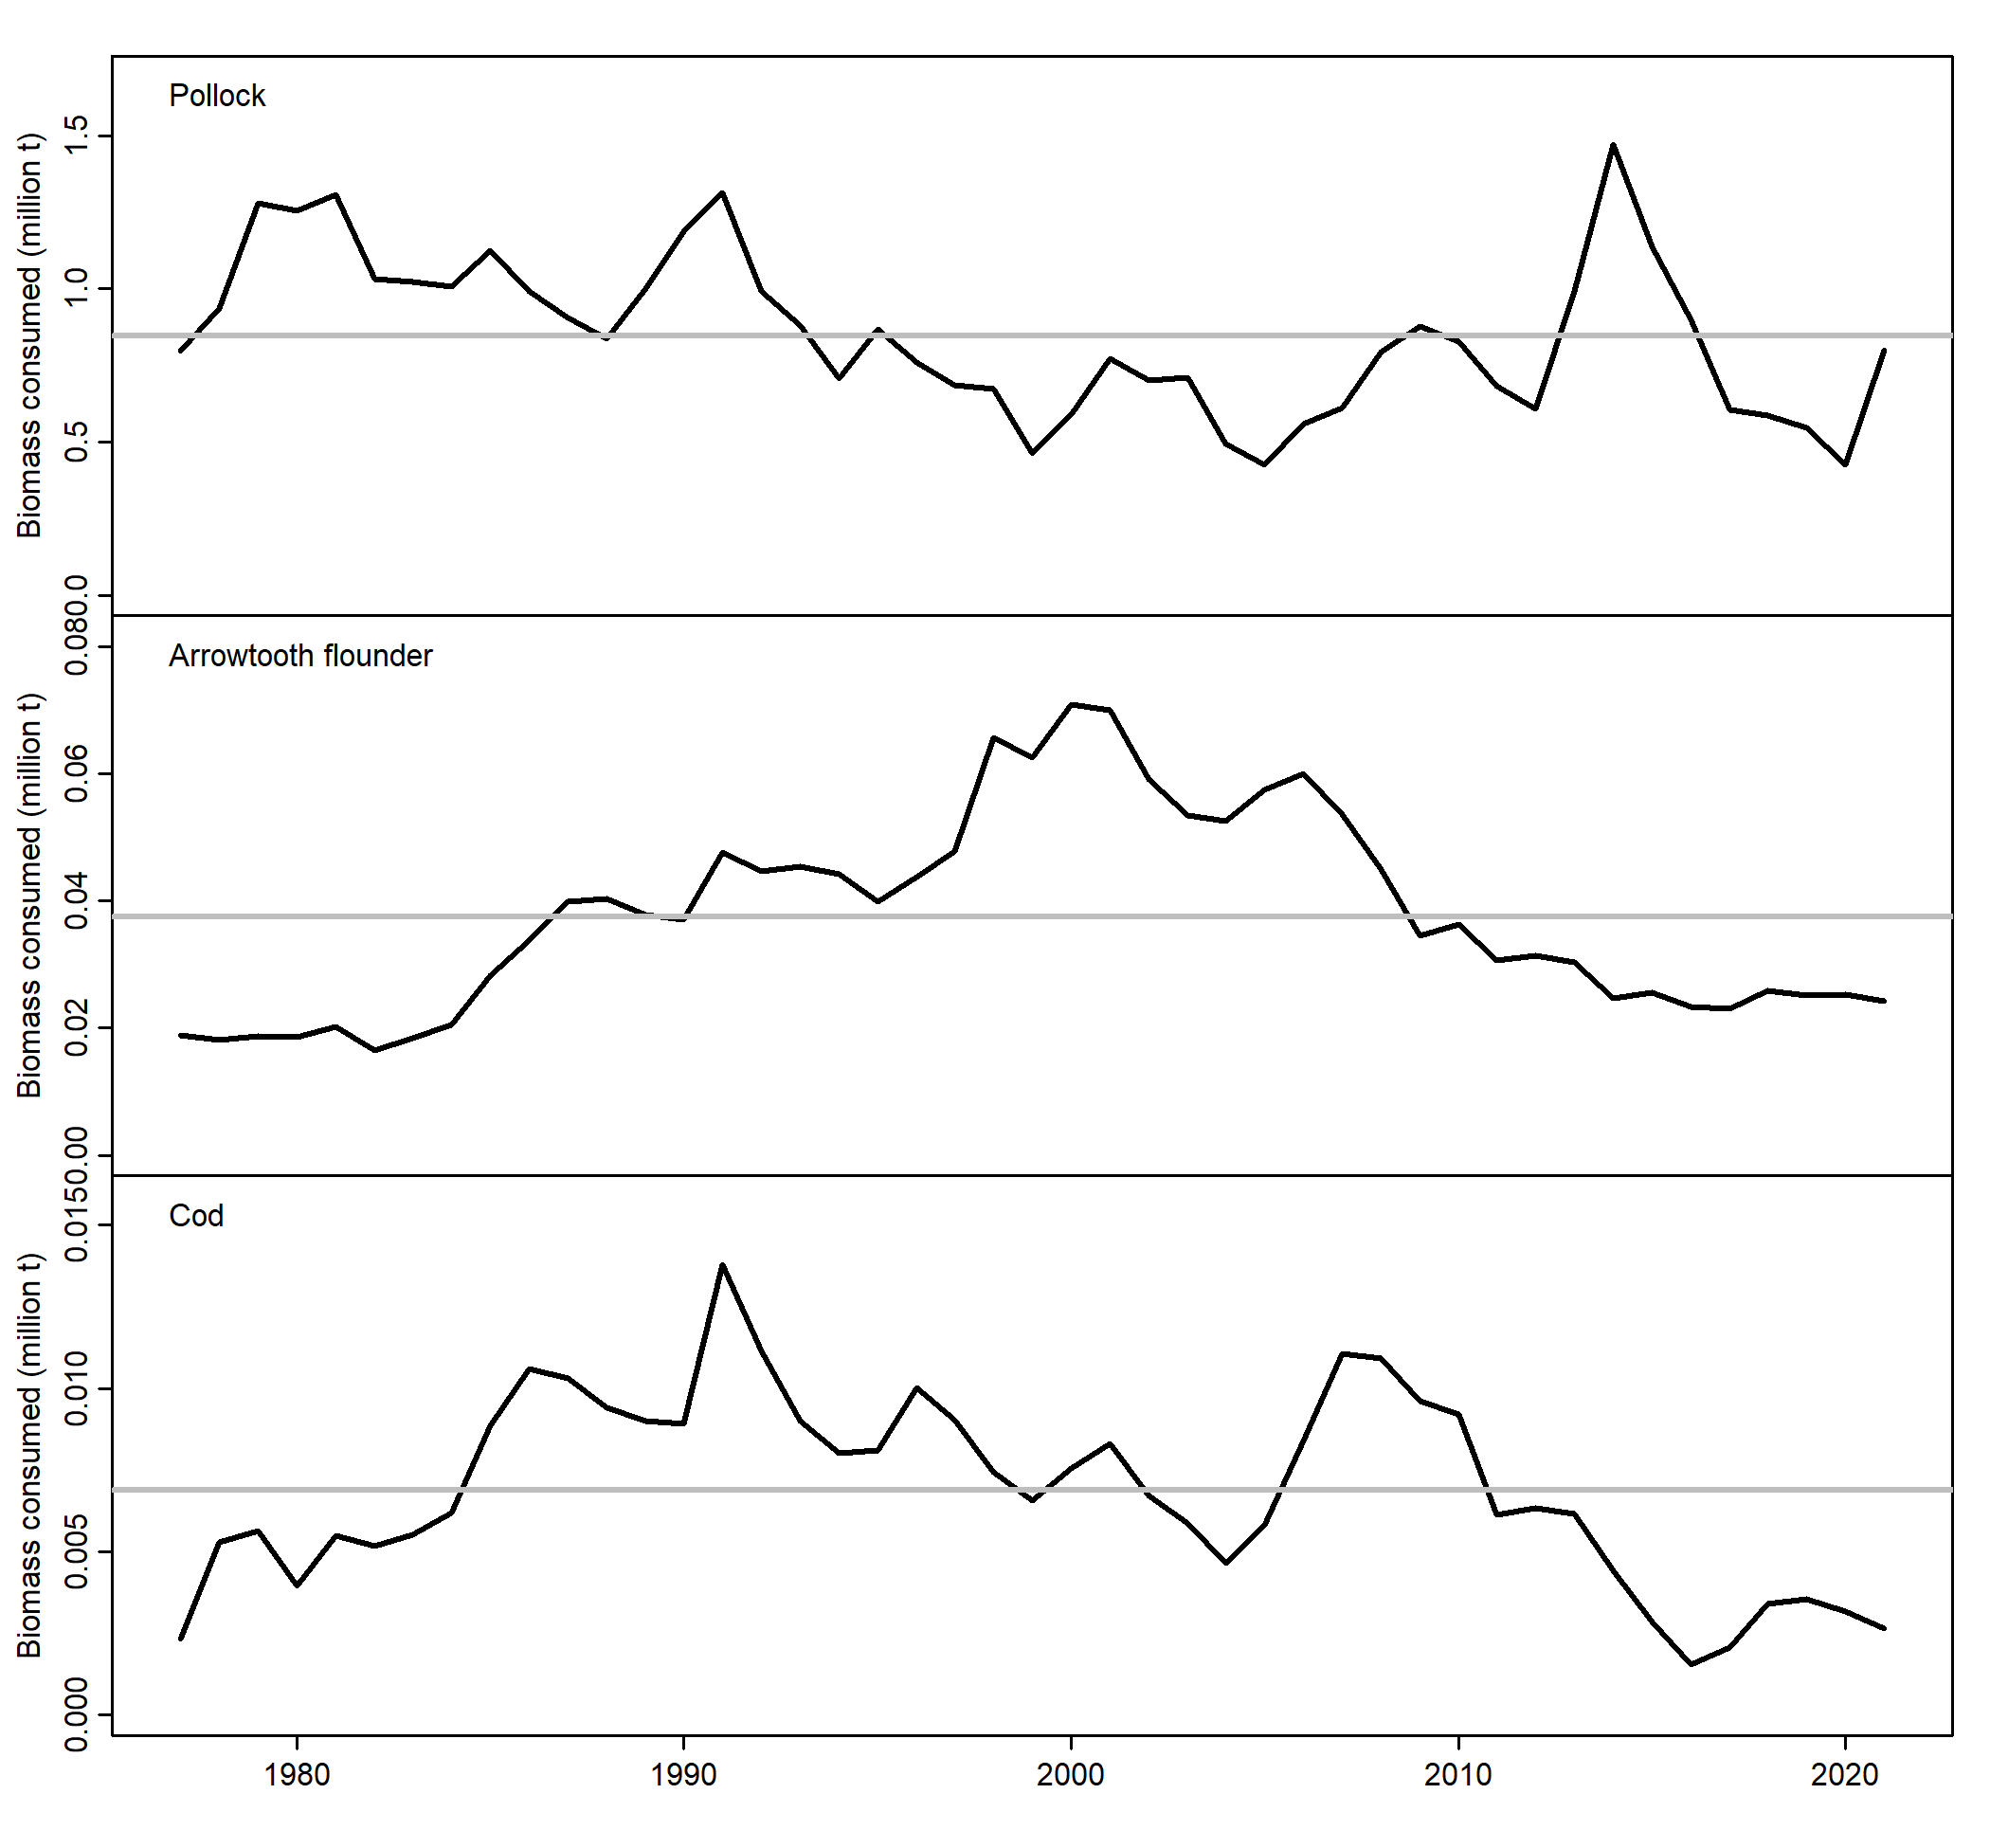 Pollock
Biomass consumed (million t)
1.5
1.0
0.5
0.0
Arrowtooth flounder
Biomass consumed (million t)
0.08
0.06
0.04
0.02
0.00
Cod
Biomass consumed (million t)
0.015
0.010
0.005
0.000
1980 1990 2000 2010 2020